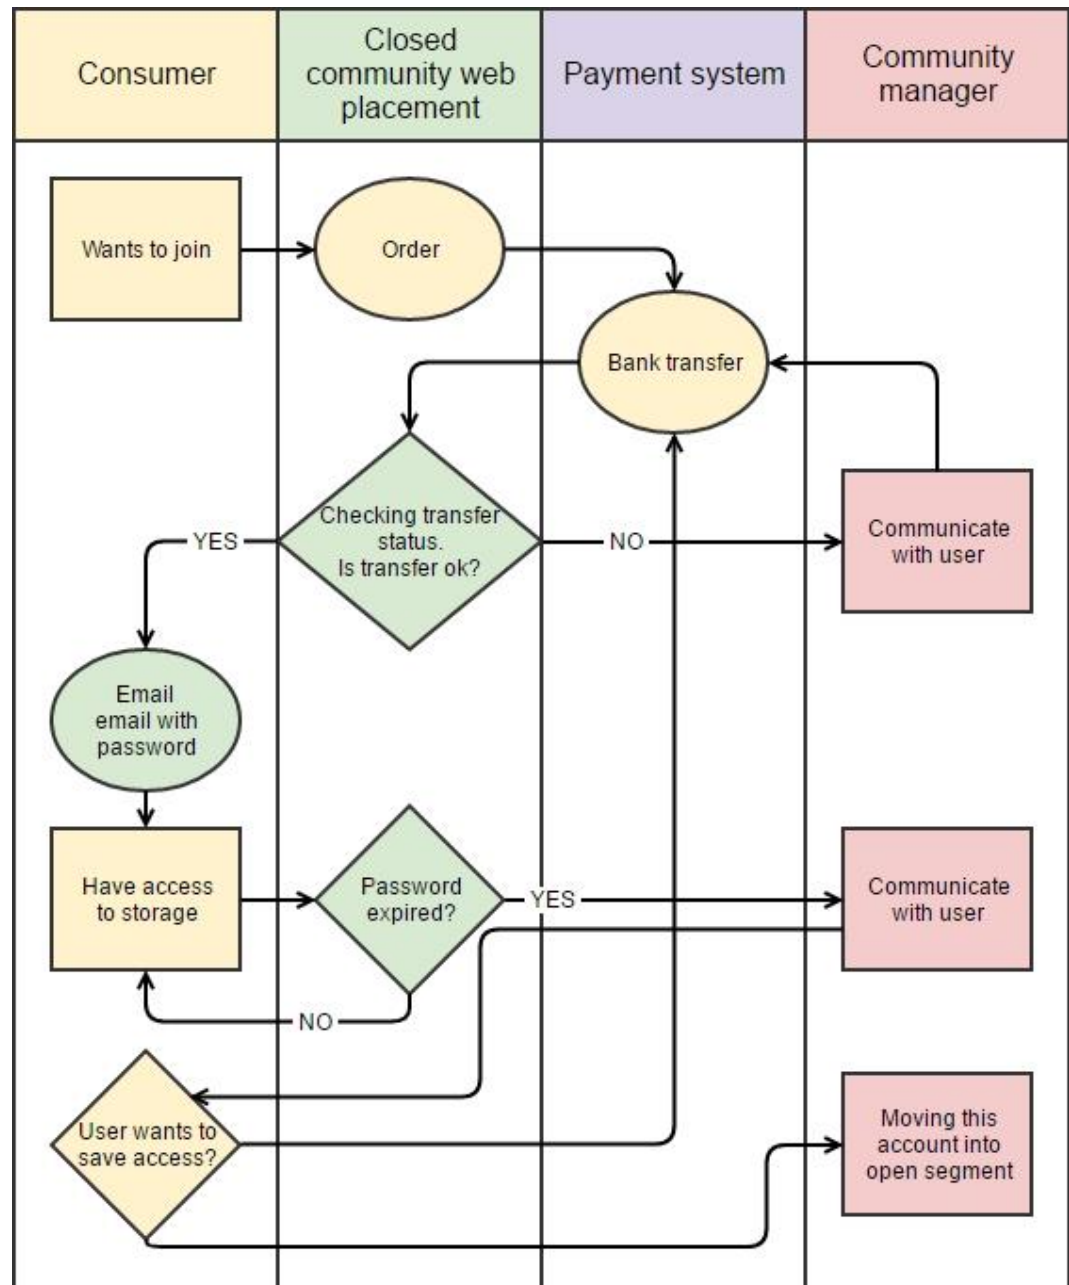 Consumer
Closed
community web
placement
Payment system
Community
manager
Wants to join
Order
Bank transfer
Checking transfer
status.
Is transfer ok?
YES
NO
Communicate
with user
Email
email with
password
Have access
to storage
Password
expired?
YES
Communicate
with user
NO
User wants to
save access?
Moving this
account into
open segment